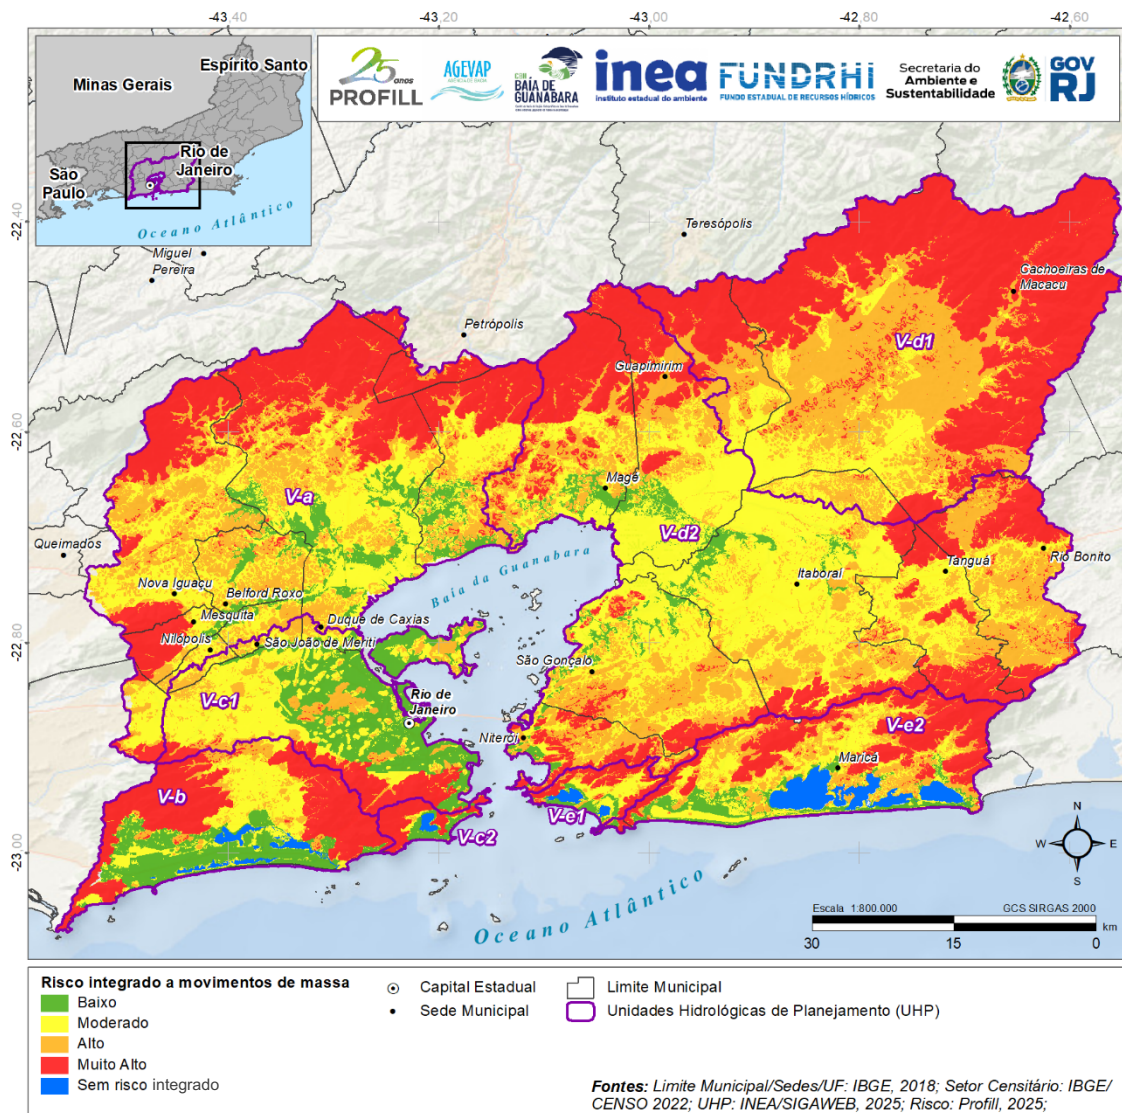 -43,40
-43,20
-43,00
-42,80
-42,60
Minas Gerais
Espírito Santo
São
Paulo
Rio de
Janeiro
Oceano Atlântico
25 anos
PROFILL
AGEVAP
CBH
BAÍA DE
GUANABARA
inea
instituto estadual do ambiente
FUNDRHI
FUNDO ESTADUAL DE RECURSOS HÍDRICOS
Secretaria do
Ambiente e
Sustentabilidade
GOV
RJ
-22,40
-22,60
-22,80
-23,00
Miguel
Pereira
Teresópolis
Cachoeiras de
Macacu
Petrópolis
V-d1
Guapimirim
V-a
Magé
Queimados
V-d2
Baía da Guanabara
Rio Bonito
Tanguá
Itaboraí
Nova Iguaçu
Belford Roxo
Mesquita
Duque de Caxias
Nilópolis
São João de Meriti
São Gonçalo
V-c1
Rio de
Janeiro
Niterói
V-e2
Maricá
V-b
V-e1
V-c2
Oceano Atlântico
N
W
E
S
Escala 1:800.000
GCS SIRGAS 2000
km
30
15
0
Risco integrado a movimentos de massa
Baixo
Moderado
Alto
Muito Alto
Sem risco integrado
Capital Estadual
Sede Municipal
Limite Municipal
Unidades Hidrológicas de Planejamento (UHP)
Fontes: Limite Municipal/Sedes/UF: IBGE, 2018; Setor Censitário: IBGE/
CENSO 2022; UHP: INEA/SIGAWEB, 2025; Risco: Profill, 2025;